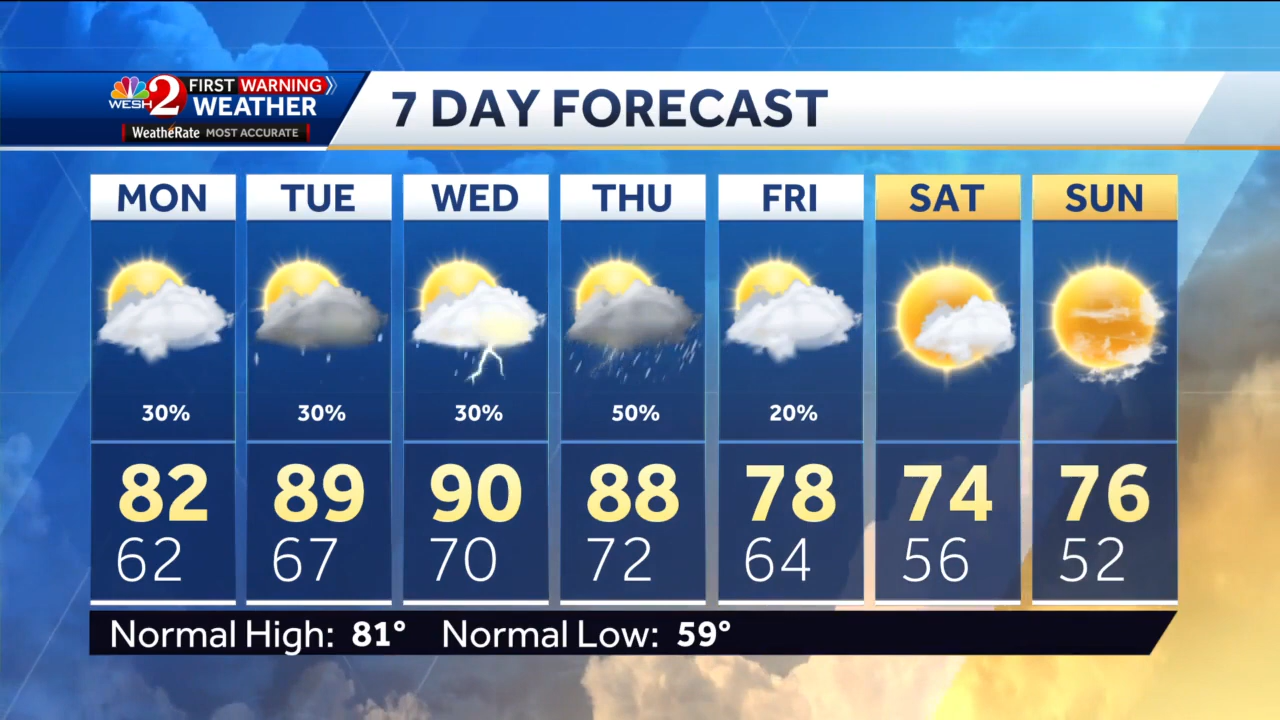 WESH 2 FIRST WARNING WEATHER
WeatheRate MOST ACCURATE
7 DAY FORECAST
MON TUE WED THU FRI SAT SUN
30% 30% 30% 50% 20%
82 89 90 88 78 74 76
62 67 70 72 64 56 52
Normal High: 81° Normal Low: 59°